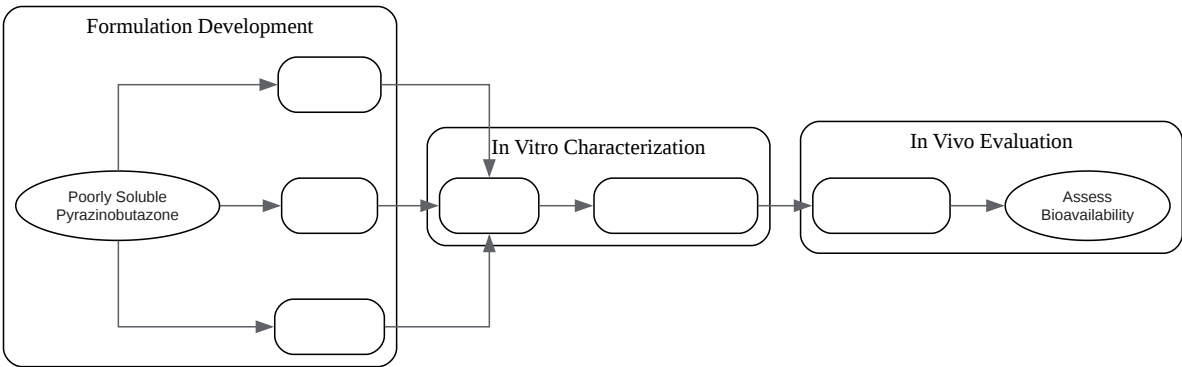 Formulation Development
In Vitro Characterization
In Vivo Evaluation
Poorly Soluble
Pyrazinobutazone
Assess
Bioavailability